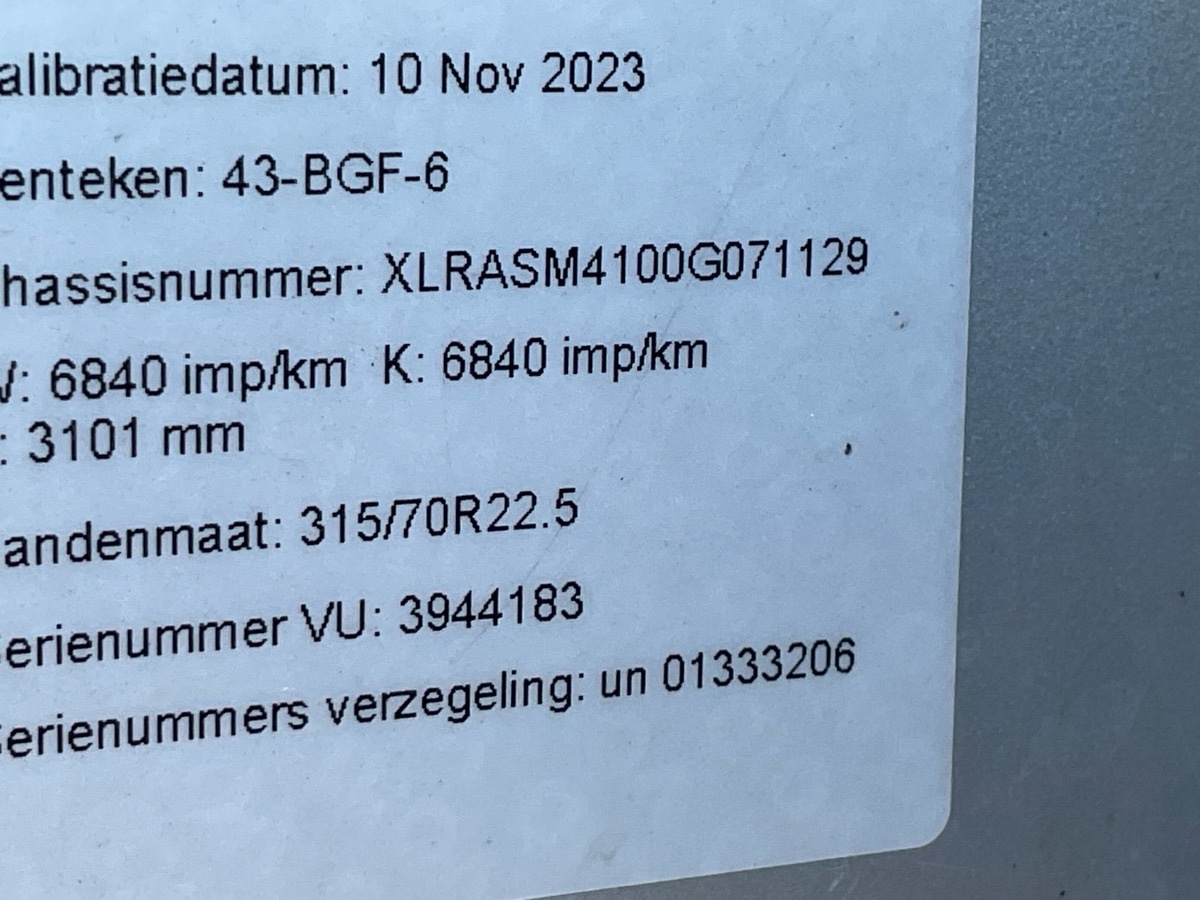 alibratiedatum: 10 Nov 2023
enteken: 43-BGF-6
hassisnummer: XLRASM4100G071129
: 6840 imp/km K: 6840 imp/km
: 3101 mm
andenmaat: 315/70R22.5
erienummer VU: 3944183
erienummers verzegeling: un 01333206